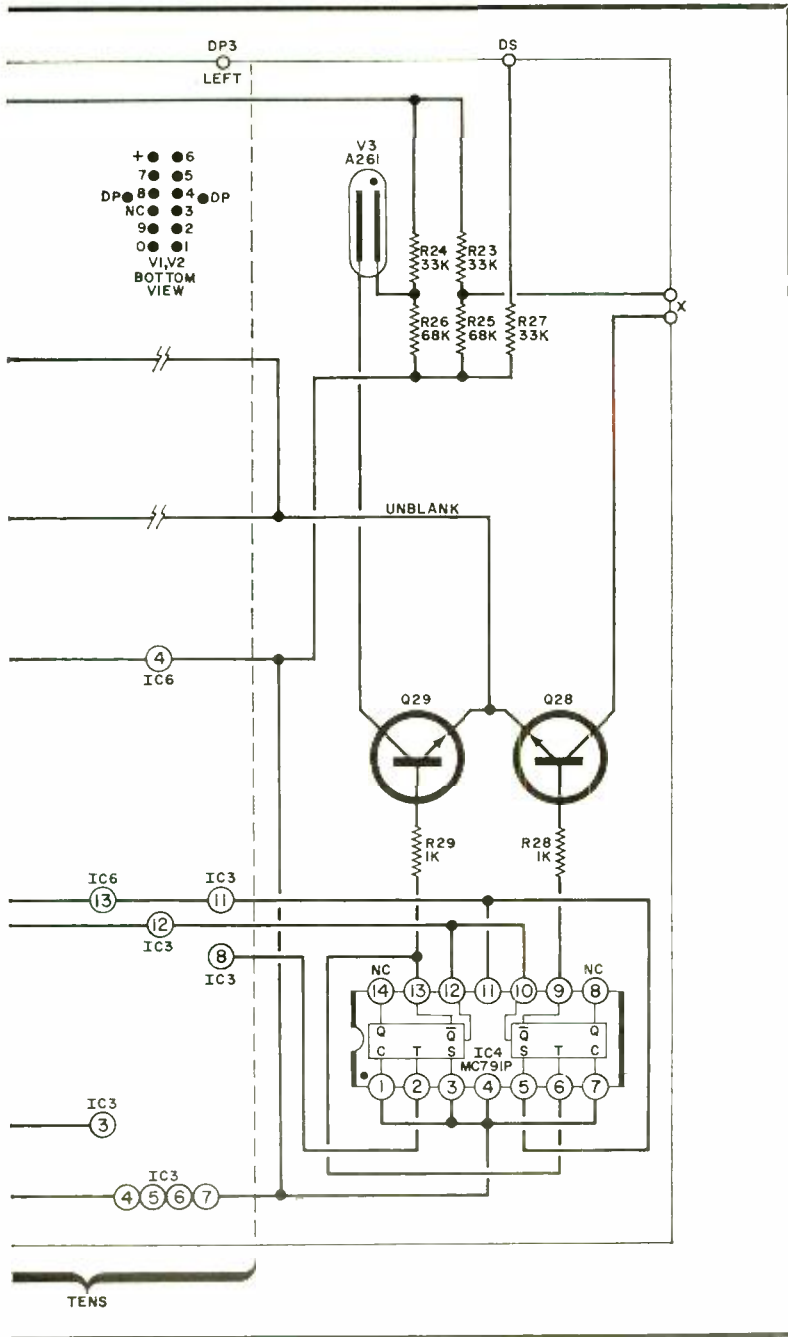 DP3
LEFT
DS
V3
A261
+ 6
7 5
DP 8 4 DP
NC 3
9 2
0 1
V1,V2
BOTTOM
VIEW
R24
33K
R23
33K
R26
68K
R25
68K
R27
33K
X
UNBLANK
4
IC6
Q29
Q28
R29
1K
R28
1K
IC6
13
IC3
11
12
IC3
8
IC3
NC
NC
14 13 12 11 10 9 8
Q Q̅ Q̅ Q
C T S IC4 S T C
MC791P
1 2 3 4 5 6 7
IC3
3
IC3
4 5 6 7
TENS